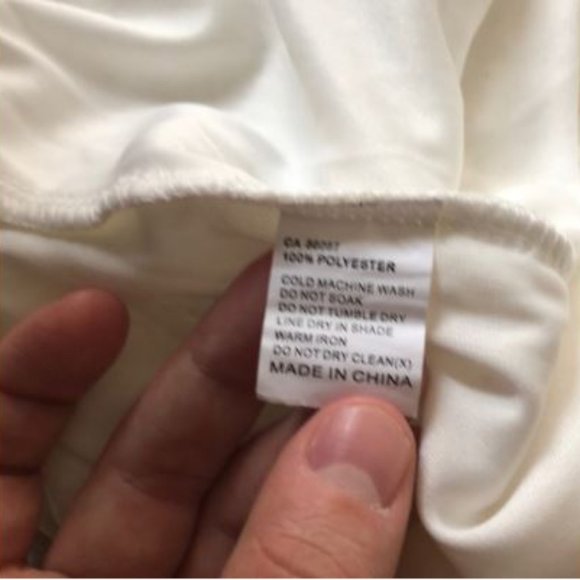 CA
100% POLYESTER
COLD MACHINE WASH
DO NOT SOAK
DO NOT TUMBLE DRY
LINE DRY IN SHADE
WARM IRON
DO NOT DRY CLEAN(X)
MADE IN CHINA